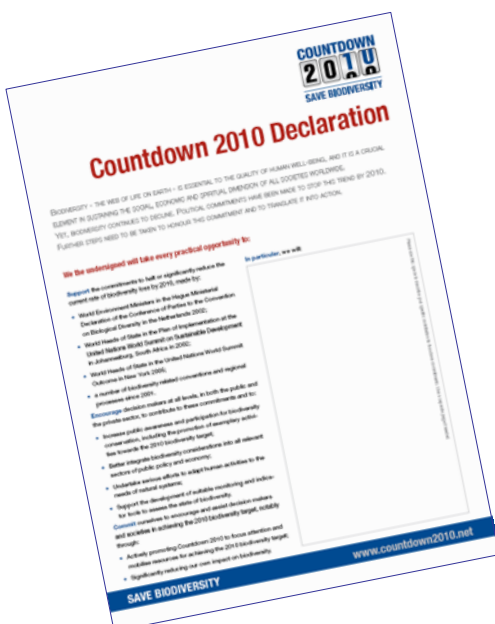 COUNTDOWN
2010
SAVE BIODIVERSITY
Countdown 2010 Declaration
BIODIVERSITY - THE WEB OF LIFE ON EARTH - IS ESSENTIAL TO THE QUALITY OF HUMAN WELL-BEING, AND IT IS A CRUCIAL
ELEMENT IN SUSTAINING THE SOCIAL, ECONOMIC AND SPIRITUAL DIMENSION OF ALL SOCIETIES WORLDWIDE.
YET, BIODIVERSITY CONTINUES TO DECLINE. POLITICAL COMMITMENTS HAVE BEEN MADE TO STOP THIS TREND BY 2010.
FURTHER STEPS NEED TO BE TAKEN TO HONOUR THIS COMMITMENT AND TO TRANSLATE IT INTO ACTION.
We the undersigned will take every practical opportunity to:
Support the commitments to halt or significantly reduce the
current rate of biodiversity loss by 2010, made by:
• World Environment Ministers in the Hague Ministerial
Declaration of the Conference of Parties to the Convention
on Biological Diversity in the Netherlands 2002;
• World Heads of State in the Plan of Implementation at the
United Nations World Summit on Sustainable Development
in Johannesburg, South Africa in 2002;
• World Heads of State in the United Nations World Summit
Outcome in New York 2005;
• a number of biodiversity related conventions and regional
processes since 2001.
Encourage decision makers at all levels, in both the public and
the private sector, to contribute to these commitments and to:
• Increase public awareness and participation for biodiversity
conservation, including the promotion of exemplary activi-
ties towards the 2010 biodiversity target;
• Better integrate biodiversity considerations into all relevant
sectors of public policy and economy;
• Undertake serious efforts to adapt human activities to the
needs of natural systems;
• Support the development of suitable monitoring and indica-
tor tools to assess the state of biodiversity.
Commit ourselves to encourage and assist decision makers
and societies in achieving the 2010 biodiversity target, notably
through:
• Actively promoting Countdown 2010 to focus attention and
mobilise resources for achieving the 2010 biodiversity target;
• Significantly reducing our own impact on biodiversity.
In particular, we will:
SAVE BIODIVERSITY
www.countdown2010.net